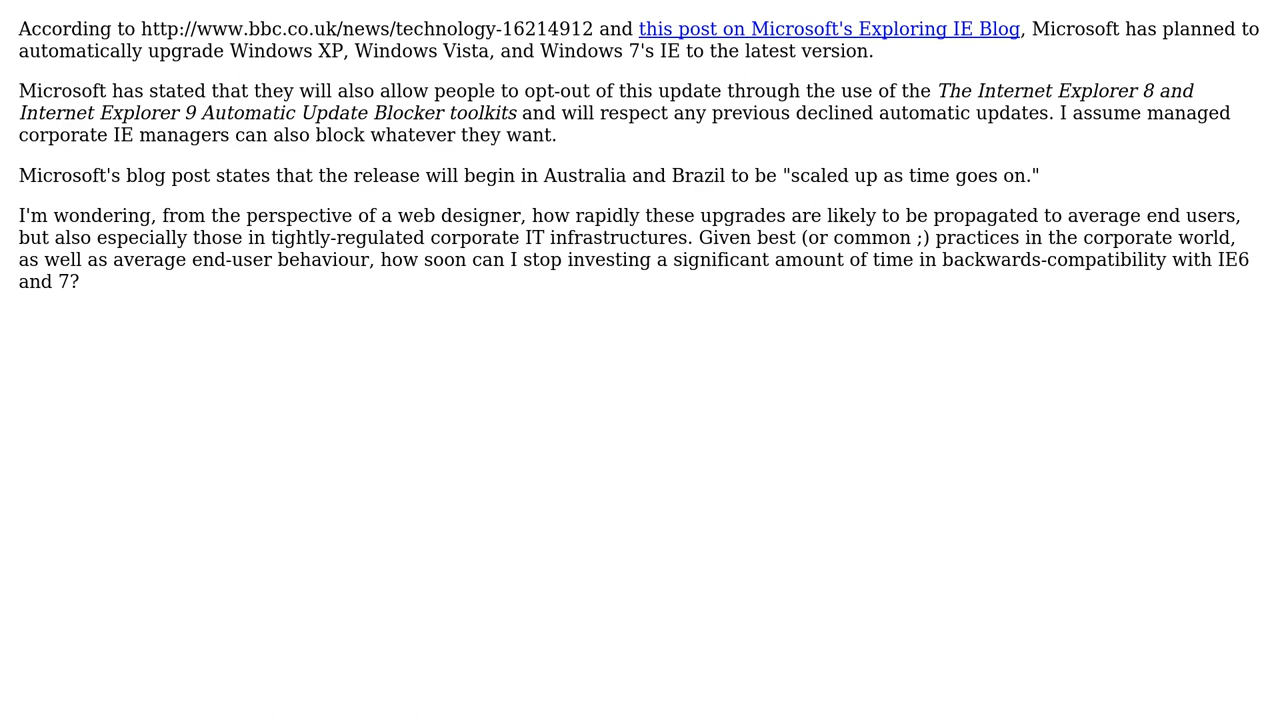 According to http://www.bbc.co.uk/news/technology-16214912 and this post on Microsoft's Exploring IE Blog, Microsoft has planned to
automatically upgrade Windows XP, Windows Vista, and Windows 7's IE to the latest version.
Microsoft has stated that they will also allow people to opt-out of this update through the use of the The Internet Explorer 8 and
Internet Explorer 9 Automatic Update Blocker toolkits and will respect any previous declined automatic updates. I assume managed
corporate IE managers can also block whatever they want.
Microsoft's blog post states that the release will begin in Australia and Brazil to be "scaled up as time goes on."
I'm wondering, from the perspective of a web designer, how rapidly these upgrades are likely to be propagated to average end users,
but also especially those in tightly-regulated corporate IT infrastructures. Given best (or common ;) practices in the corporate world,
as well as average end-user behaviour, how soon can I stop investing a significant amount of time in backwards-compatibility with IE6
and 7?